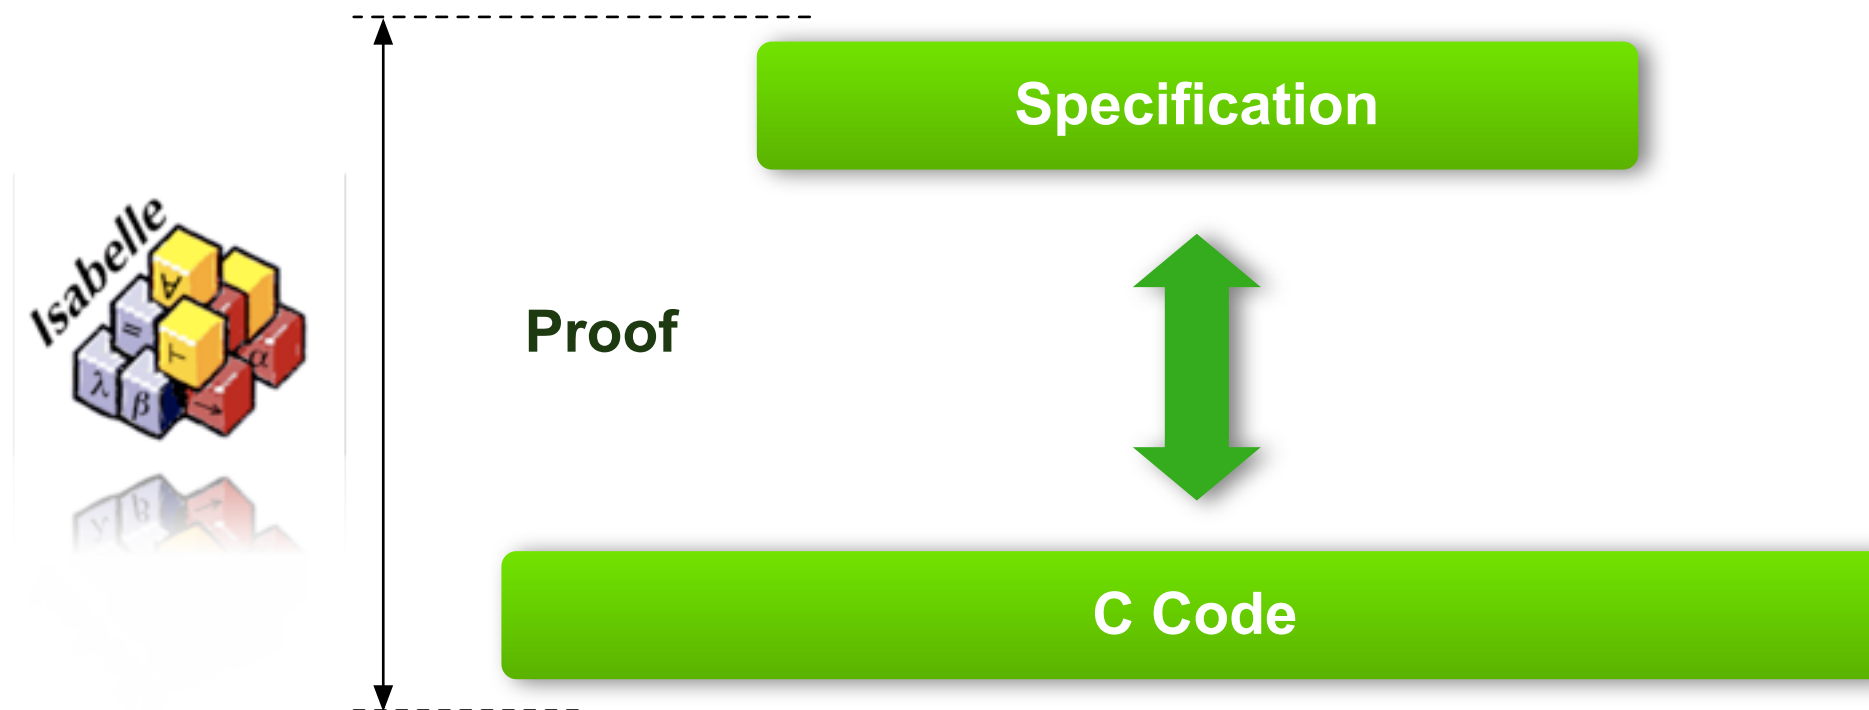 Specification
Isabelle
∀
=
⊢
α
λ
β
→
Proof
C Code